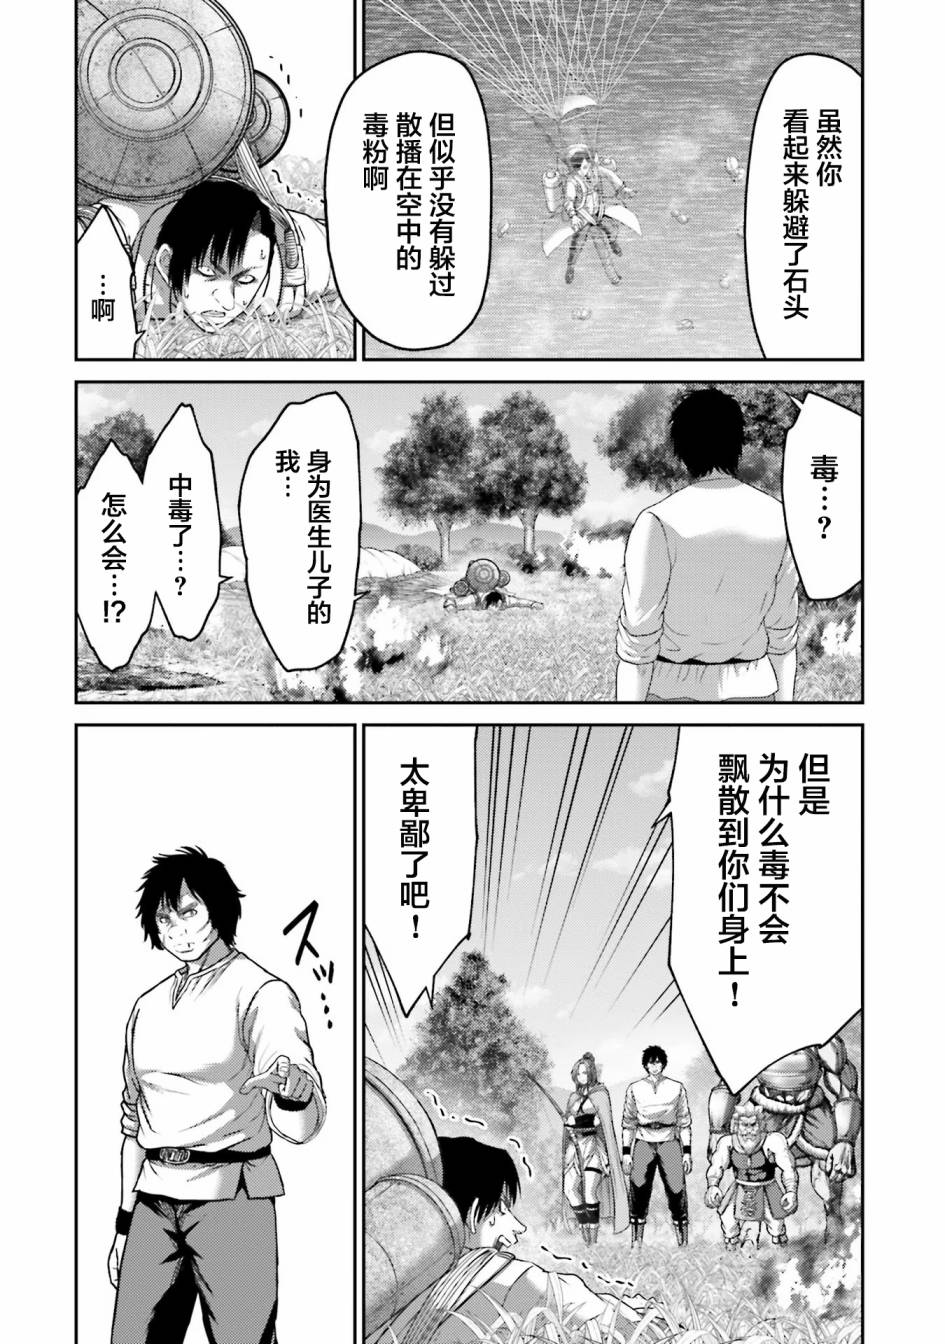 虽然你
看起来躲避了石头
但似乎没有躲过
散播在空中的
毒粉啊
…啊
毒…?
身为医生儿子的
我…
中毒了…?
怎么会…!?
但是
为什么毒不会
飘散到你们身上！
太卑鄙了吧！
スッ…